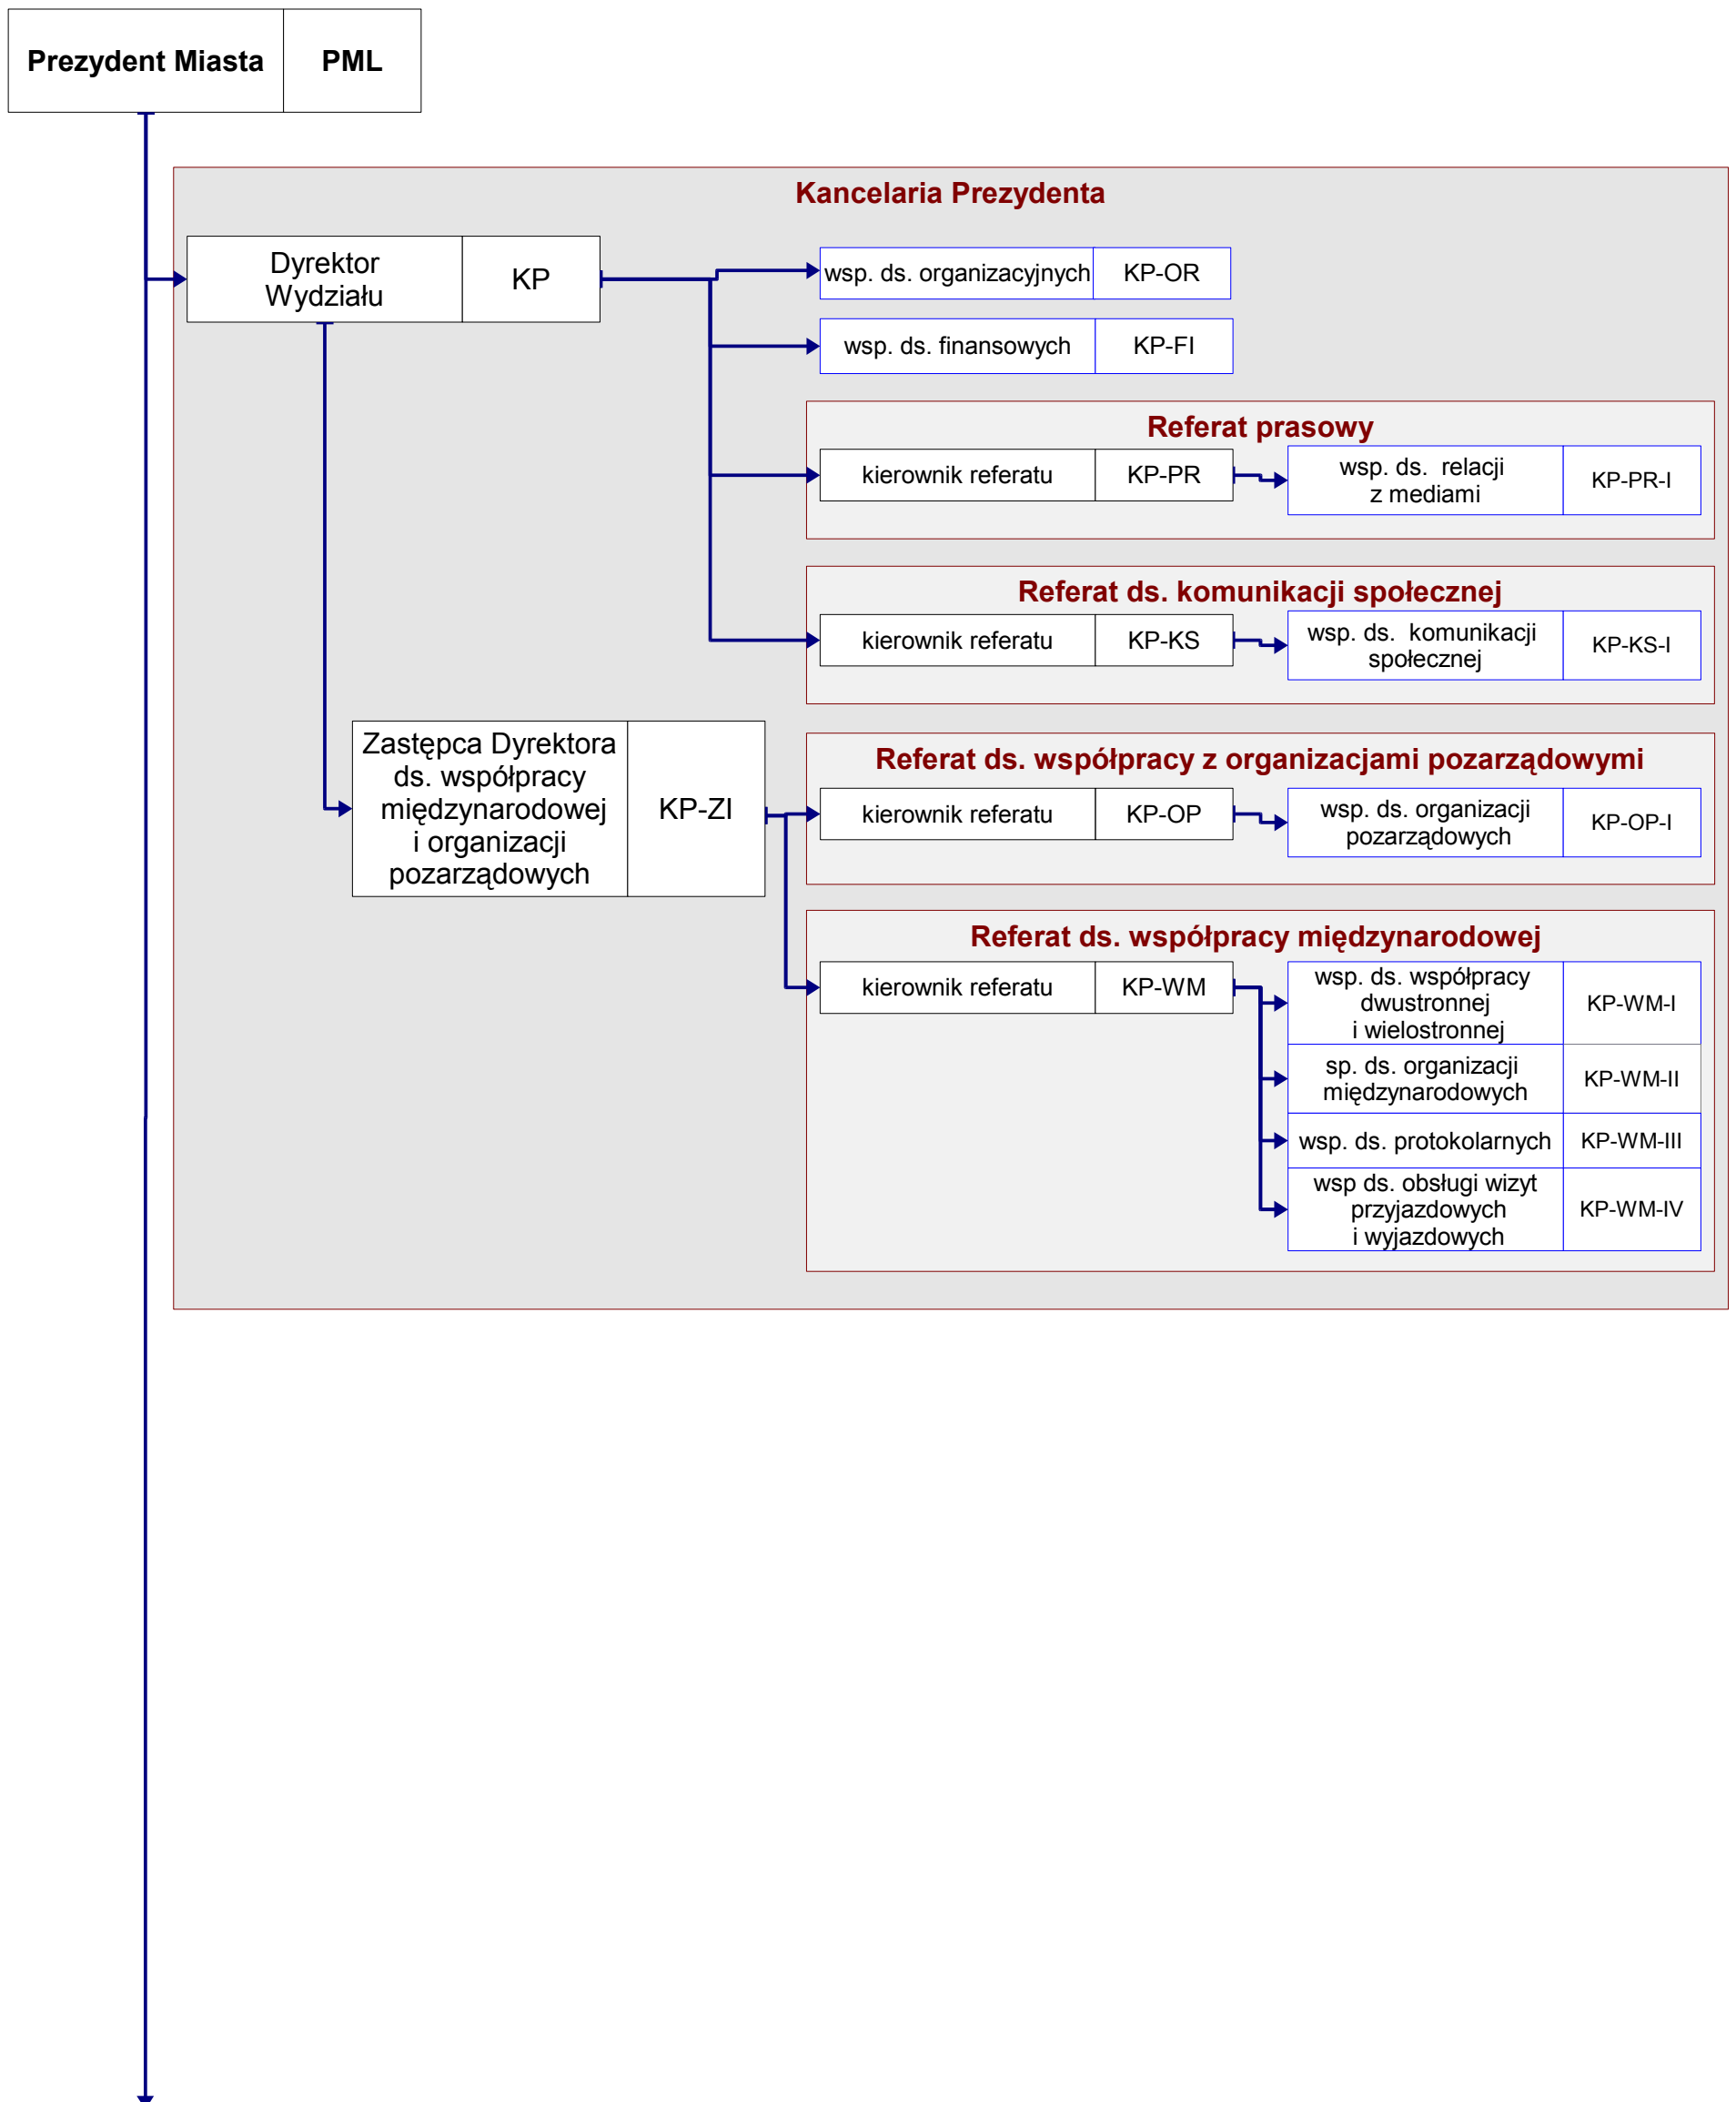 Prezydent Miasta
PML
Kancelaria Prezydenta
Dyrektor
Wydziału
KP
wsp. ds. organizacyjnych
KP-OR
wsp. ds. finansowych
KP-FI
Referat prasowy
kierownik referatu
KP-PR
wsp. ds.  relacji
z mediami
KP-PR-I
Referat ds. komunikacji społecznej
kierownik referatu
KP-KS
wsp. ds.  komunikacji
społecznej
KP-KS-I
Zastępca Dyrektora
ds. współpracy
międzynarodowej
i organizacji
pozarządowych
KP-ZI
Referat ds. współpracy z organizacjami pozarządowymi
kierownik referatu
KP-OP
wsp. ds. organizacji
pozarządowych
KP-OP-I
Referat ds. współpracy międzynarodowej
kierownik referatu
KP-WM
wsp. ds. współpracy
dwustronnej
i wielostronnej
KP-WM-I
sp. ds. organizacji
międzynarodowych
KP-WM-II
wsp. ds. protokolarnych
KP-WM-III
wsp ds. obsługi wizyt
przyjazdowych
i wyjazdowych
KP-WM-IV